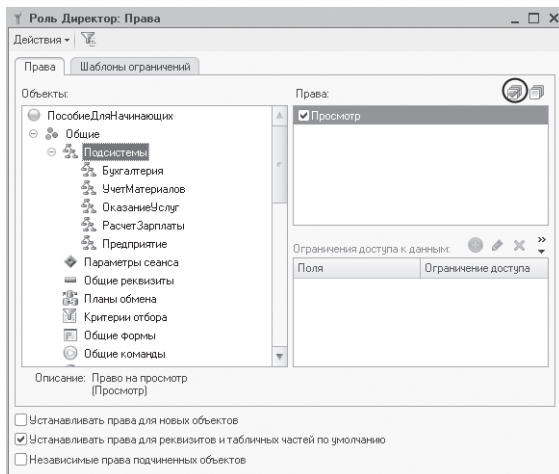 Роль Директор: Права
Действия
Права
Шаблоны ограничений
Объекты:
ПособиеДляНачинающих
Общие
Подсистемы
Бухгалтерия
УчетМатериалов
ОказаниеУслуг
РасчетЗарплаты
Предприятие
Параметры сеанса
Общие реквизиты
Планы обмена
Критерии отбора
Общие формы
Общие команды
Права:
Просмотр
Ограничения доступа к данным:
Поля
Ограничение доступа
Описание: Право на просмотр
(Просмотр)
Устанавливать права для новых объектов
Устанавливать права для реквизитов и табличных частей по умолчанию
Независимые права подчиненных объектов